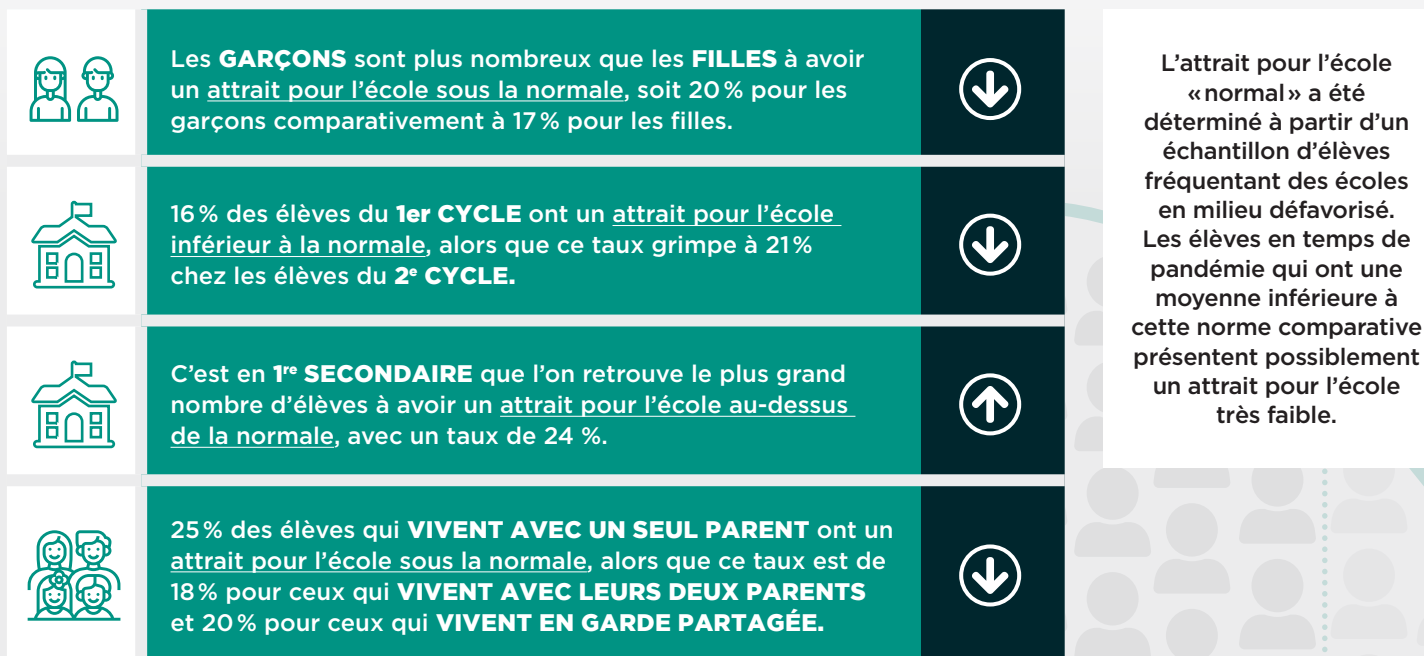 Les GARÇONS sont plus nombreux que les FILLES à avoir
un attrait pour l'école sous la normale, soit 20 % pour les
garçons comparativement à 17 % pour les filles.
16 % des élèves du 1er CYCLE ont un attrait pour l'école
inférieur à la normale, alors que ce taux grimpe à 21 %
chez les élèves du 2e CYCLE.
C'est en 1re SECONDAIRE que l'on retrouve le plus grand
nombre d'élèves à avoir un attrait pour l'école au-dessus
de la normale, avec un taux de 24 %.
25 % des élèves qui VIVENT AVEC UN SEUL PARENT ont un
attrait pour l'école sous la normale, alors que ce taux est de
18 % pour ceux qui VIVENT AVEC LEURS DEUX PARENTS
et 20 % pour ceux qui VIVENT EN GARDE PARTAGÉE.
L'attrait pour l'école
« normal » a été
déterminé à partir d'un
échantillon d'élèves
fréquentant des écoles
en milieu défavorisé.
Les élèves en temps de
pandémie qui ont une
moyenne inférieure à
cette norme comparative
présentent possiblement
un attrait pour l'école
très faible.